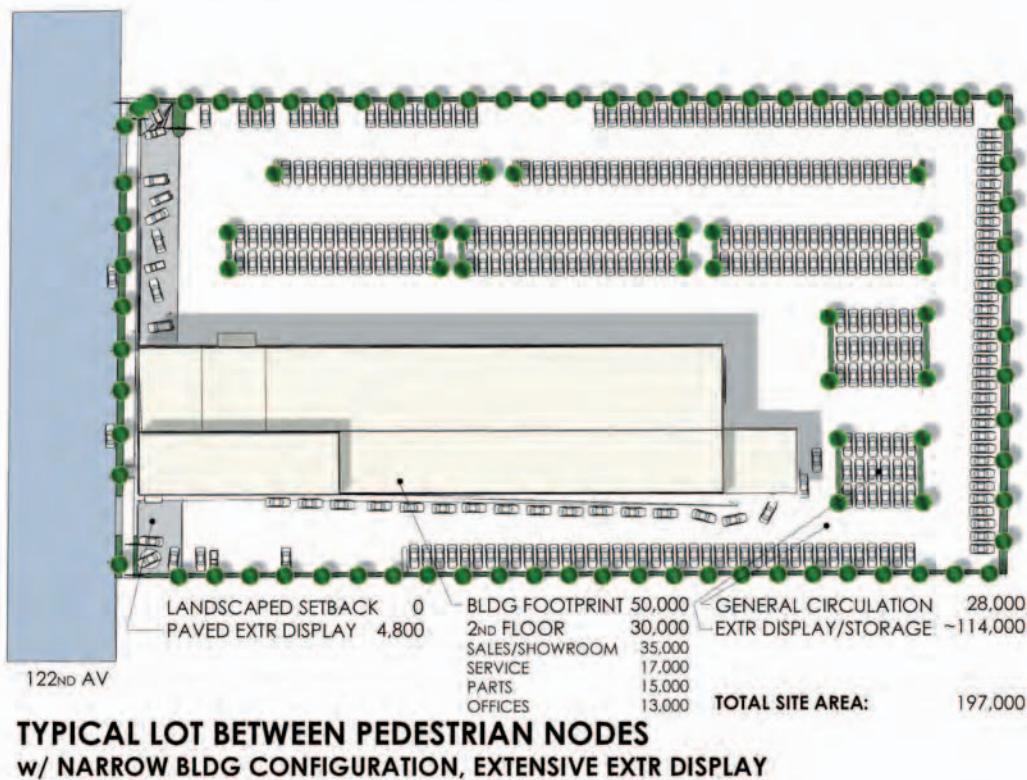 LANDSCAPED SETBACK 0
PAVED EXTR DISPLAY 4,800
BLDG FOOTPRINT 50,000
2ND FLOOR 30,000
SALES/SHOWROOM 35,000
SERVICE 17,000
PARTS 15,000
OFFICES 13,000
GENERAL CIRCULATION 28,000
EXTR DISPLAY/STORAGE ~114,000
TOTAL SITE AREA: 197,000
122ND AV
TYPICAL LOT BETWEEN PEDESTRIAN NODES
w/ NARROW BLDG CONFIGURATION, EXTENSIVE EXTR DISPLAY